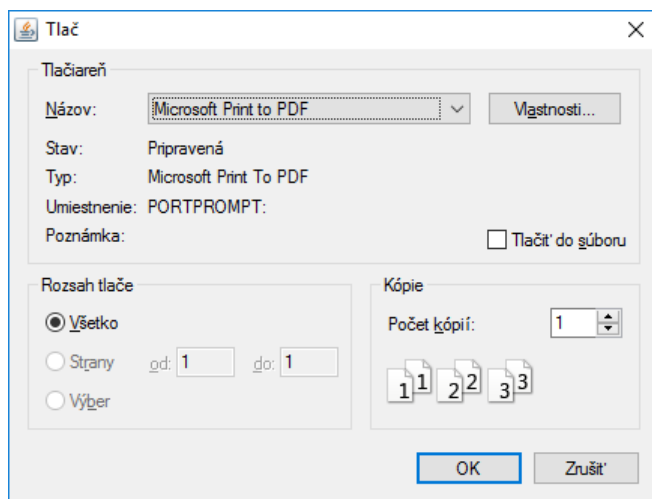 Tlač
Tlačiareň
Názov: Microsoft Print to PDF Vlastnosti...
Stav: Pripravená
Typ: Microsoft Print To PDF
Umiestnenie: PORTPROMPT:
Poznámka: Tlačiť do súboru
Rozsah tlače
Všetko
Strany od: 1 do: 1
Výber
Kópie
Počet kópií: 1
1 1 2 2 3 3
OK Zrušiť